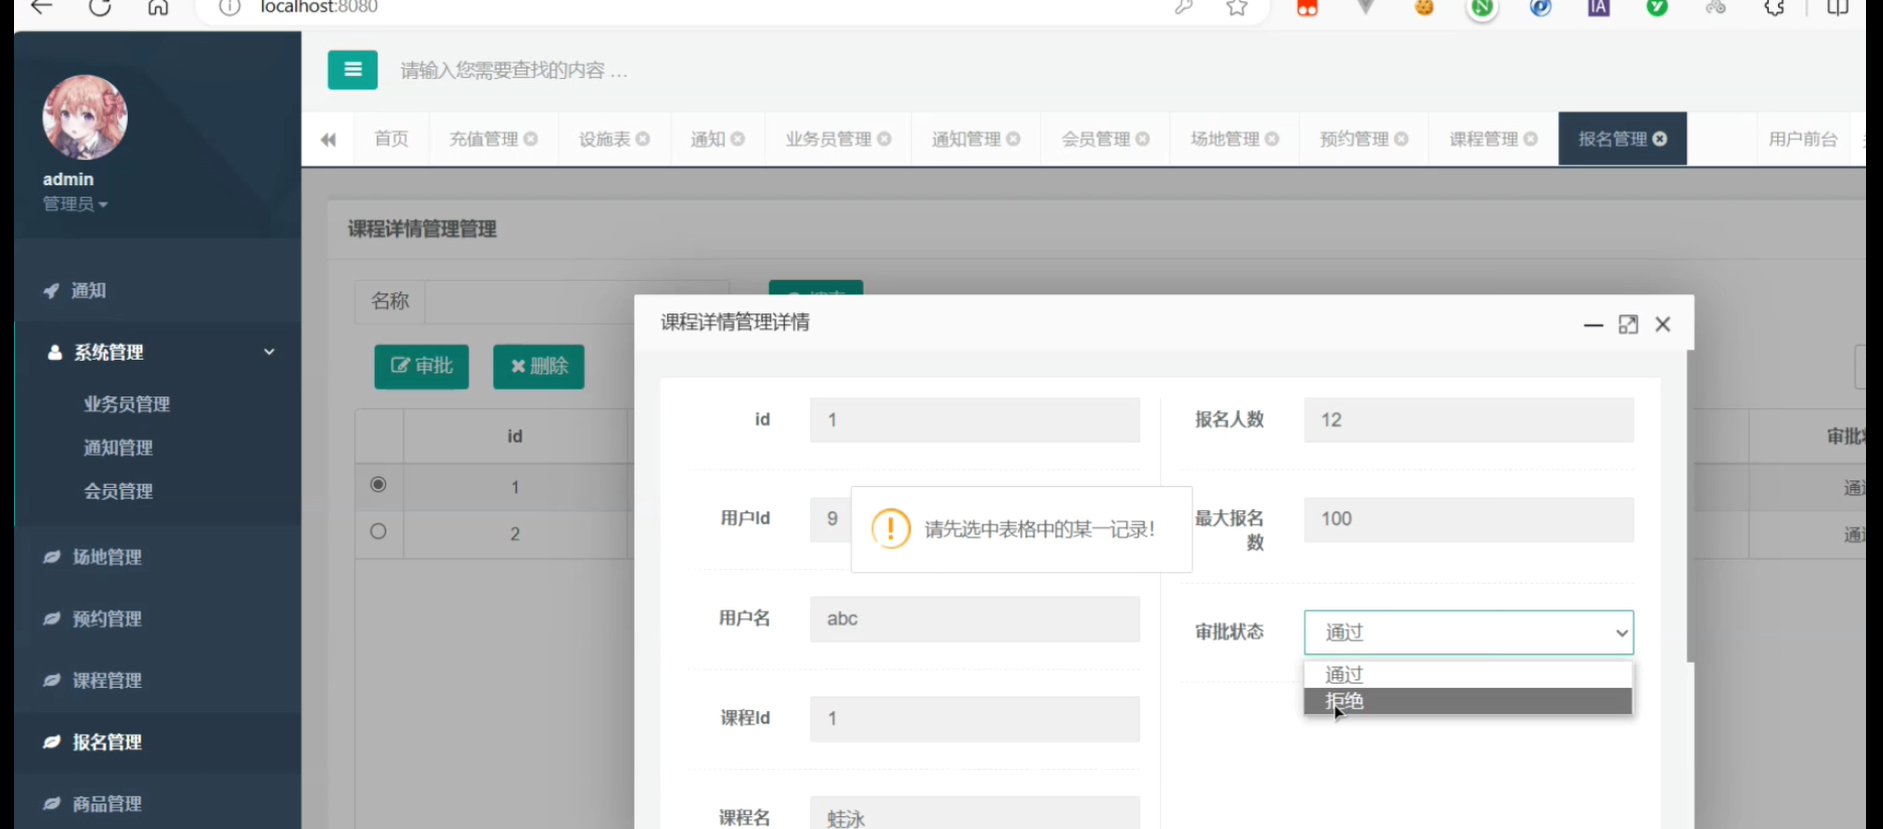 localhost:8080
IA
请输入您需要查找的内容 …
首页 充值管理 设施表 通知 业务员管理 通知管理 会员管理 场地管理 预约管理 课程管理 报名管理 用户前台
admin
管理员
课程详情管理管理
通知
系统管理
业务员管理
通知管理
会员管理
场地管理
预约管理
课程管理
报名管理
商品管理
名称
审批 删除
id 审批
1 通
2 通
课程详情管理详情
id 1 报名人数 12
用户Id 9 最大报名数 100
请先选中表格中的某一记录!
用户名 abc 审批状态 通过
通过
拒绝
课程Id 1
课程名 蛙泳